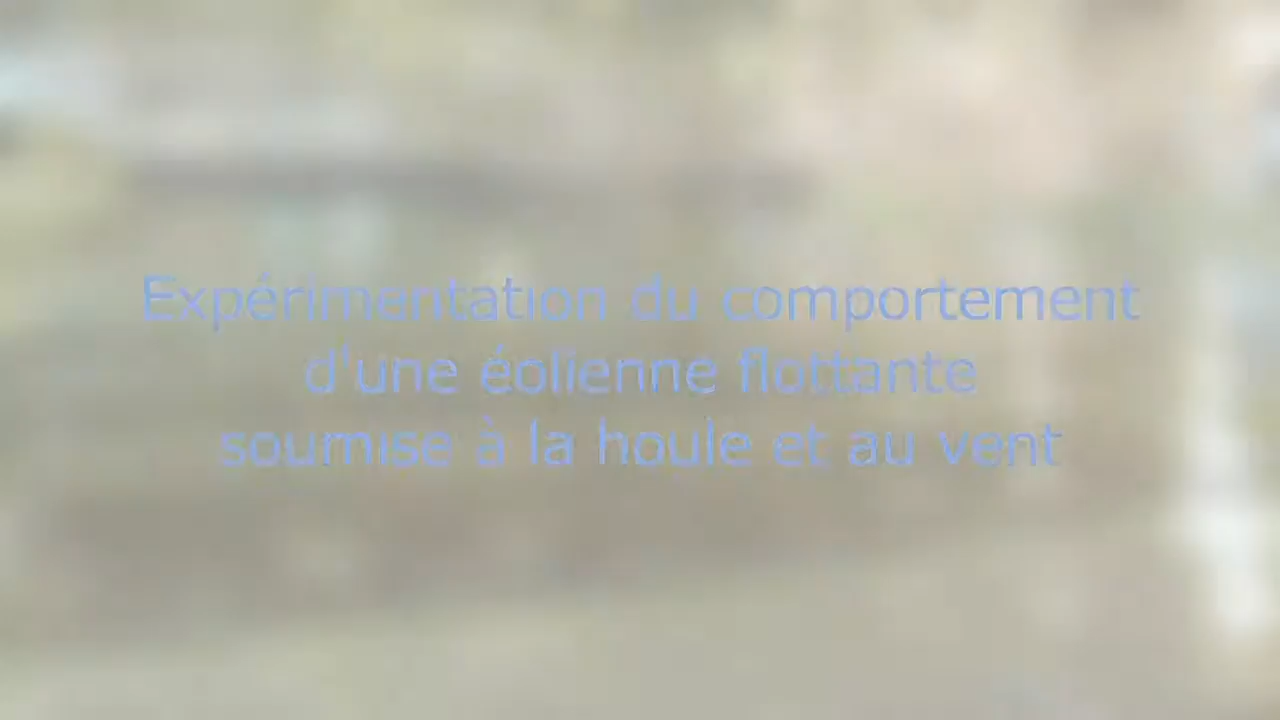 Expérimentation du comportement
d'une éolienne flottante
soumise à la houle et au vent